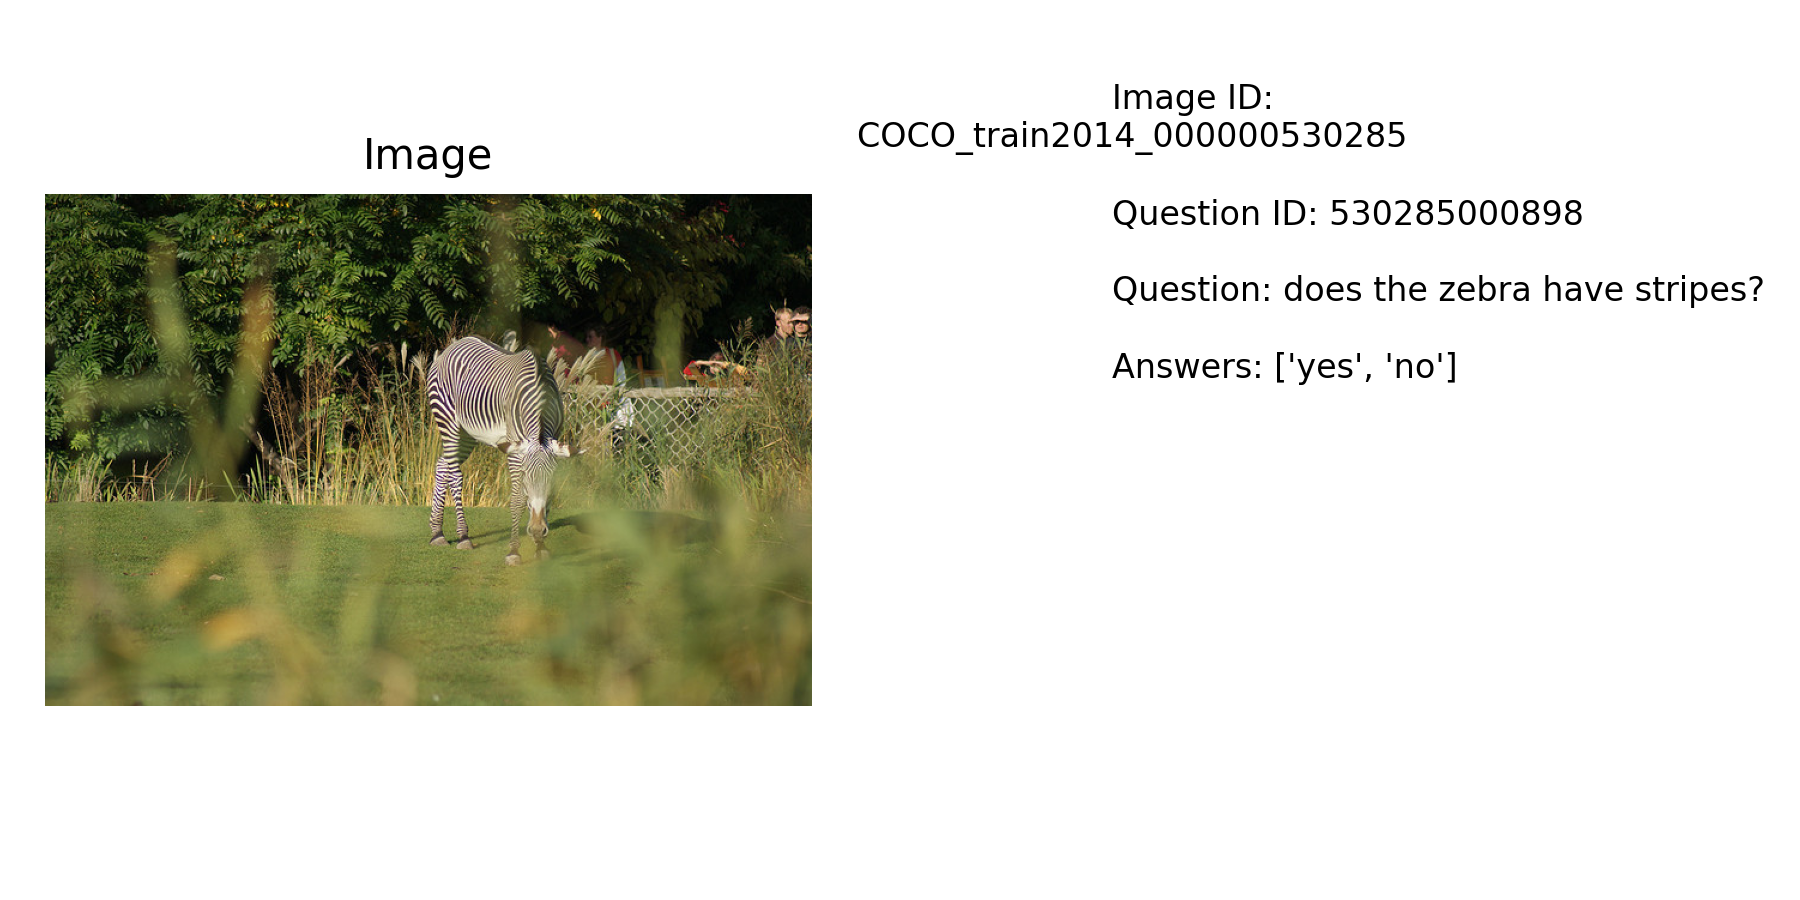 Image
Image ID:
COCO_train2014_000000530285
Question ID: 530285000898
Question: does the zebra have stripes?
Answers: ['yes', 'no']